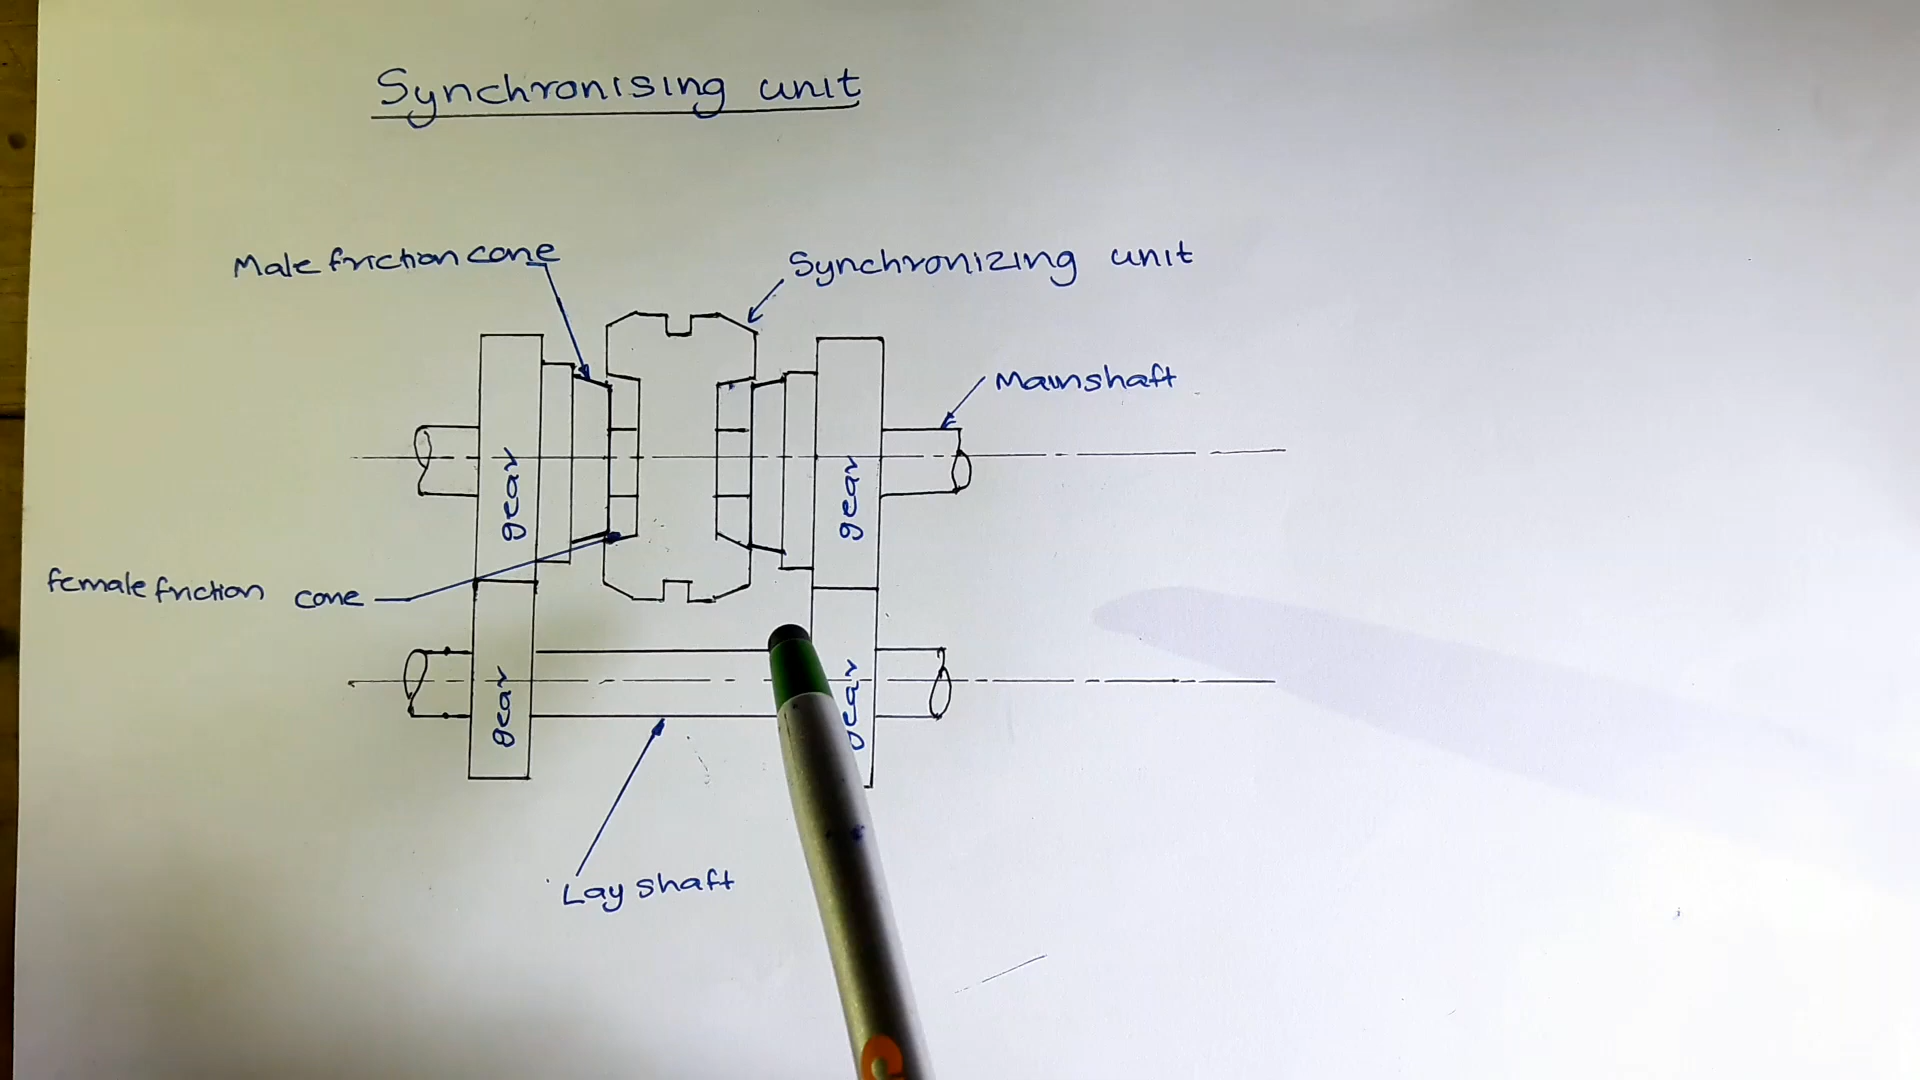 Synchronising unit
Male friction cone
Synchronizing unit
Mainshaft
gear
gear
female friction cone
gear
gear
Lay shaft